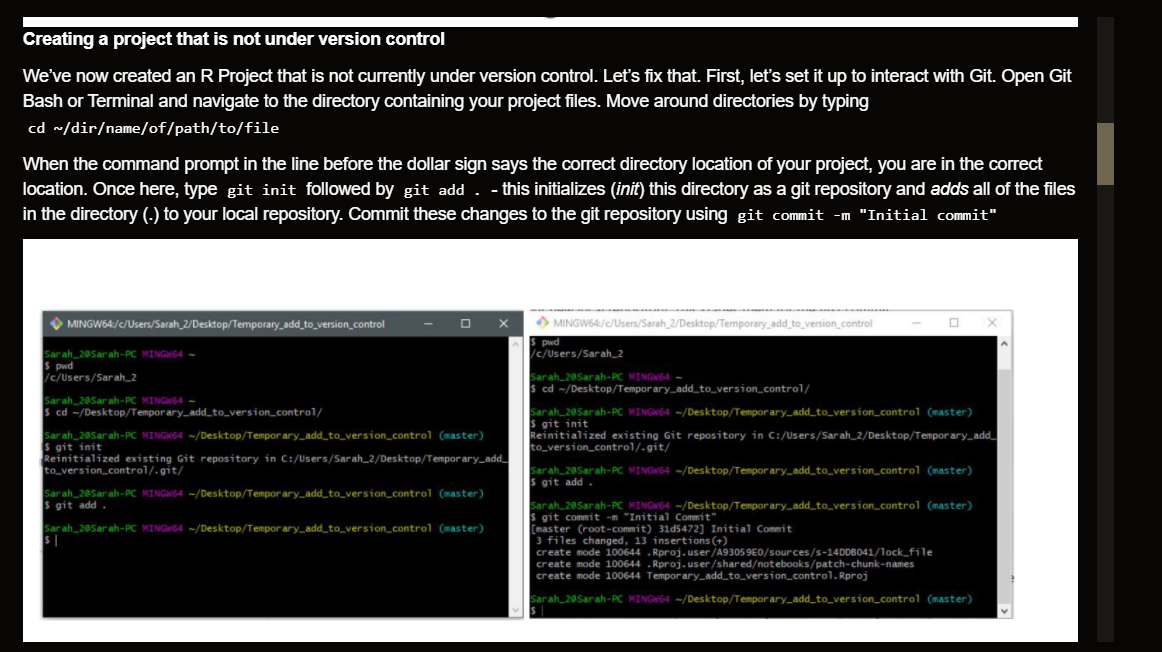 Creating a project that is not under version control
We've now created an R Project that is not currently under version control. Let's fix that. First, let's set it up to interact with Git. Open Git
Bash or Terminal and navigate to the directory containing your project files. Move around directories by typing
cd ~/dir/name/of/path/to/file
When the command prompt in the line before the dollar sign says the correct directory location of your project, you are in the correct
location. Once here, type git init followed by git add . - this initializes (init) this directory as a git repository and adds all of the files
in the directory (.) to your local repository. Commit these changes to the git repository using git commit -m "Initial commit"
MINGW64:/c/Users/Sarah_2/Desktop/Temporary_add_to_version_control
Sarah_2@Sarah-PC MINGW64 ~
$ pwd
/c/Users/Sarah_2
Sarah_2@Sarah-PC MINGW64 ~
$ cd ~/Desktop/Temporary_add_to_version_control/
Sarah_2@Sarah-PC MINGW64 ~/Desktop/Temporary_add_to_version_control (master)
$ git init
Reinitialized existing Git repository in C:/Users/Sarah_2/Desktop/Temporary_add_
to_version_control/.git/
Sarah_2@Sarah-PC MINGW64 ~/Desktop/Temporary_add_to_version_control (master)
$ git add .
Sarah_2@Sarah-PC MINGW64 ~/Desktop/Temporary_add_to_version_control (master)
$
MINGW64:/c/Users/Sarah_2/Desktop/Temporary_add_to_version_control
$ pwd
/c/Users/Sarah_2
Sarah_2@Sarah-PC MINGW64 ~
$ cd ~/Desktop/Temporary_add_to_version_control/
Sarah_2@Sarah-PC MINGW64 ~/Desktop/Temporary_add_to_version_control (master)
$ git init
Reinitialized existing Git repository in C:/Users/Sarah_2/Desktop/Temporary_add_
to_version_control/.git/
Sarah_2@Sarah-PC MINGW64 ~/Desktop/Temporary_add_to_version_control (master)
$ git add .
Sarah_2@Sarah-PC MINGW64 ~/Desktop/Temporary_add_to_version_control (master)
$ git commit -m "Initial Commit"
[master (root-commit) 31d5472] Initial Commit
3 files changed, 13 insertions(+)
create mode 100644 .Rproj.user/A93059E0/sources/s-14DDB041/lock_file
create mode 100644 .Rproj.user/shared/notebooks/patch-chunk-names
create mode 100644 Temporary_add_to_version_control.Rproj
Sarah_2@Sarah-PC MINGW64 ~/Desktop/Temporary_add_to_version_control (master)
$